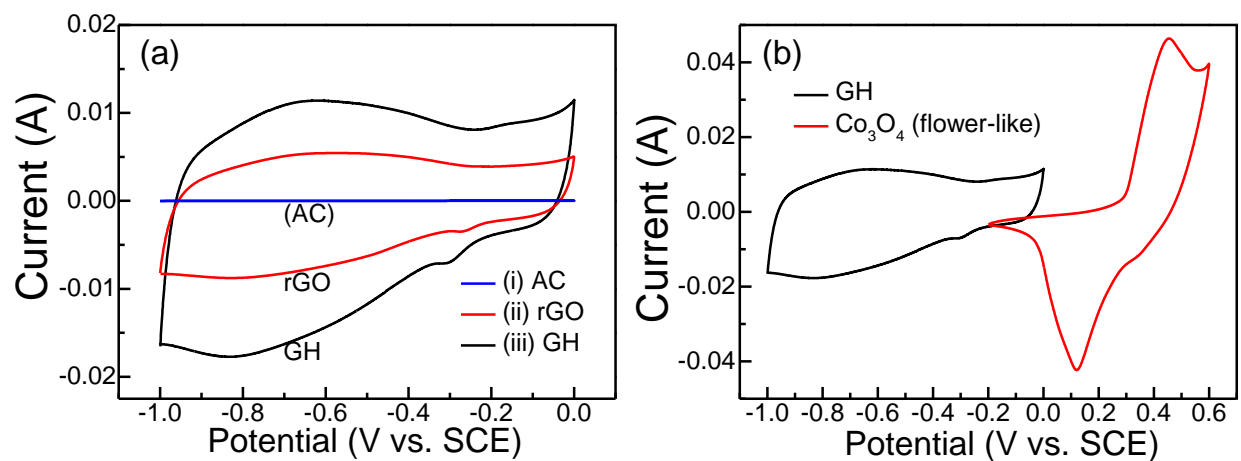 (a)
0.02
0.01
0.00
-0.01
-0.02
Current (A)
(AC)
rGO
GH
(i) AC
(ii) rGO
(iii) GH
-1.0 -0.8 -0.6 -0.4 -0.2 0.0
Potential (V vs. SCE)
(b)
0.04
0.02
0.00
-0.02
-0.04
Current (A)
GH
Co₃O₄ (flower-like)
-1.0 -0.8 -0.6 -0.4 -0.2 0.0 0.2 0.4 0.6
Potential (V vs. SCE)